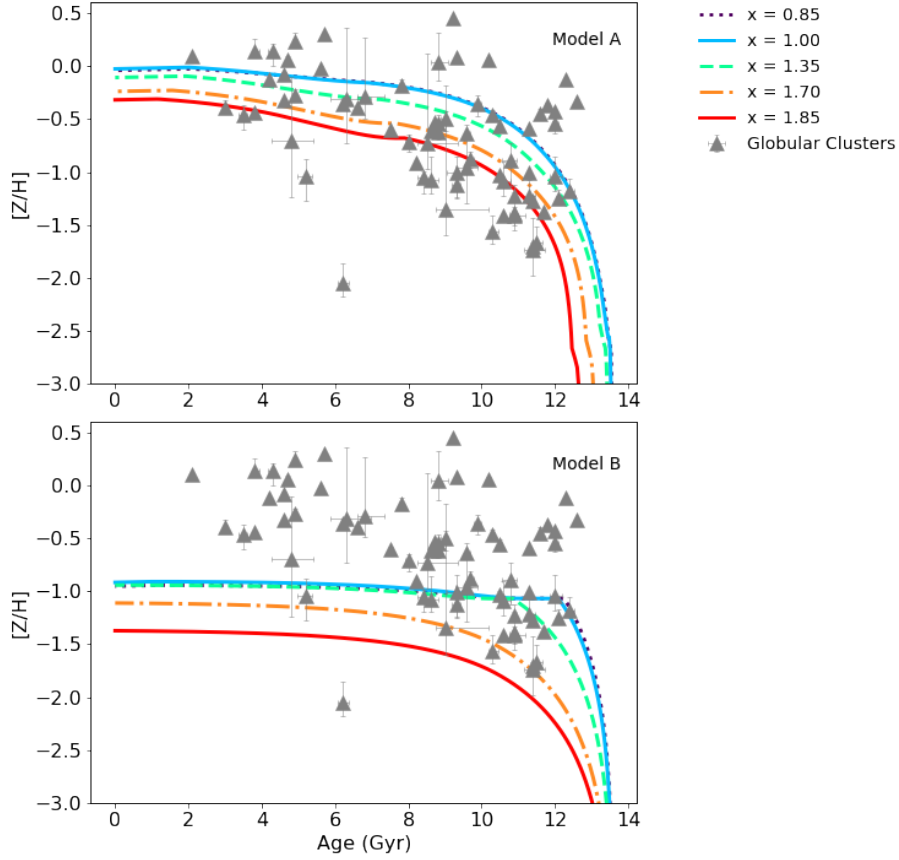 0.5
0.0
−0.5
−1.0
−1.5
−2.0
−2.5
−3.0
[Z/H]
Model A
0 2 4 6 8 10 12 14
x = 0.85
x = 1.00
x = 1.35
x = 1.70
x = 1.85
Globular Clusters
0.5
0.0
−0.5
−1.0
−1.5
−2.0
−2.5
−3.0
[Z/H]
Model B
0 2 4 6 8 10 12 14
Age (Gyr)